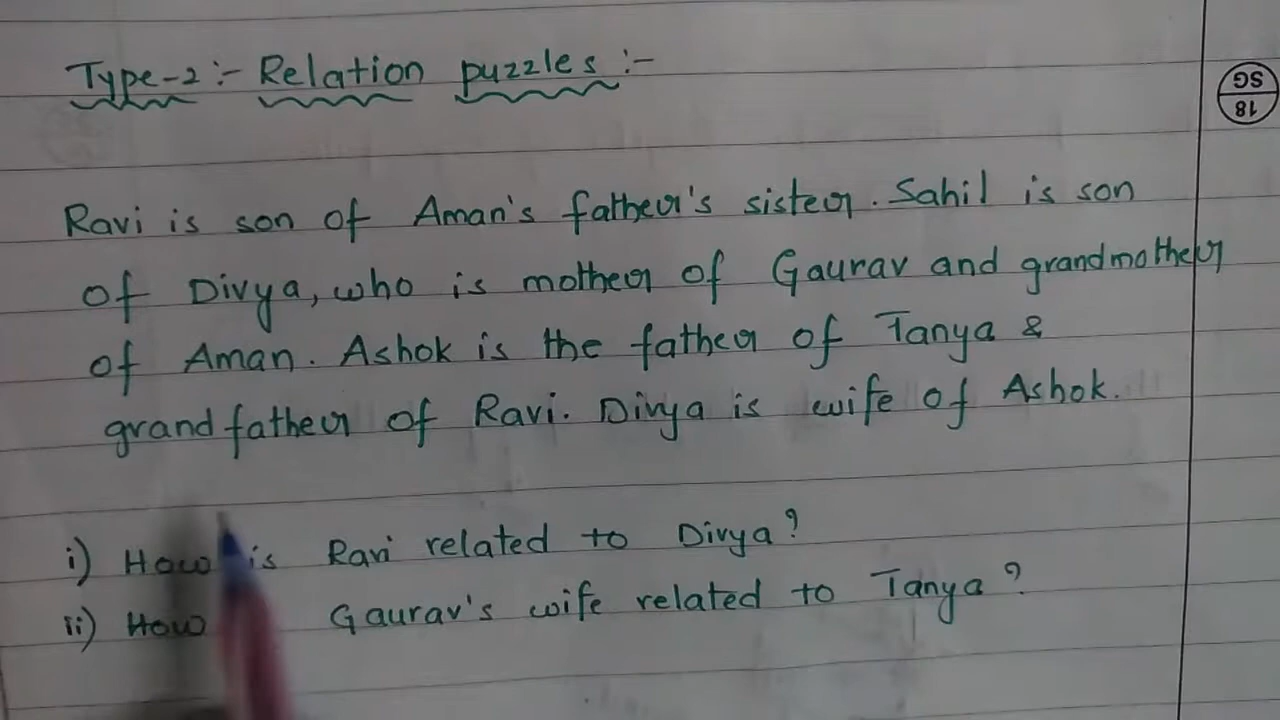 Type-2:- Relation puzzles :-
SG
18
Ravi is son of Aman's father's sister. Sahil is son
of Divya, who is mother of Gaurav and grandmother
of Aman. Ashok is the father of Tanya &
grandfather of Ravi. Divya is wife of Ashok.
i) How is Ravi related to Divya?
ii) How Gaurav's wife related to Tanya?